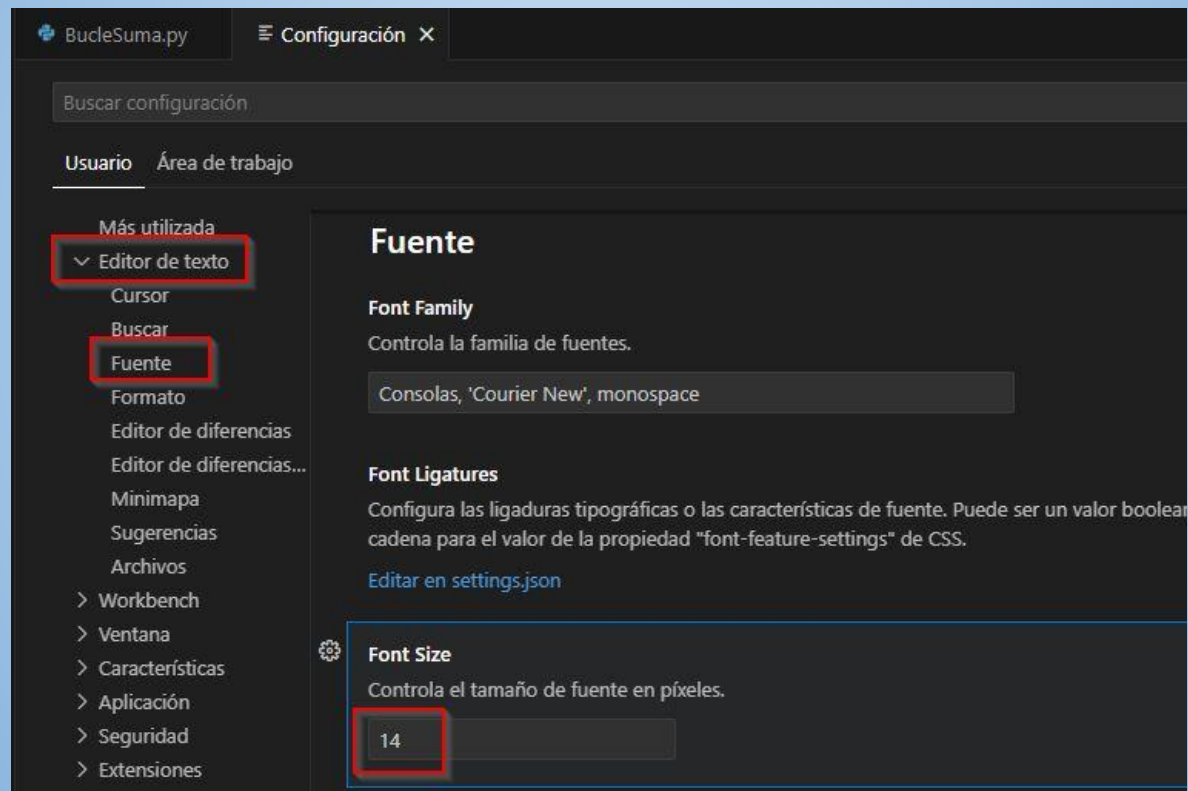 BucleSuma.py
Configuración
Buscar configuración
Usuario Área de trabajo
Más utilizada
Editor de texto
Cursor
Buscar
Fuente
Formato
Editor de diferencias
Editor de diferencias...
Minimapa
Sugerencias
Archivos
Workbench
Ventana
Características
Aplicación
Seguridad
Extensiones
Fuente
Font Family
Controla la familia de fuentes.
Consolas, 'Courier New', monospace
Font Ligatures
Configura las ligaduras tipográficas o las características de fuente. Puede ser un valor boolear
cadena para el valor de la propiedad "font-feature-settings" de CSS.
Editar en settings.json
Font Size
Controla el tamaño de fuente en píxeles.
14